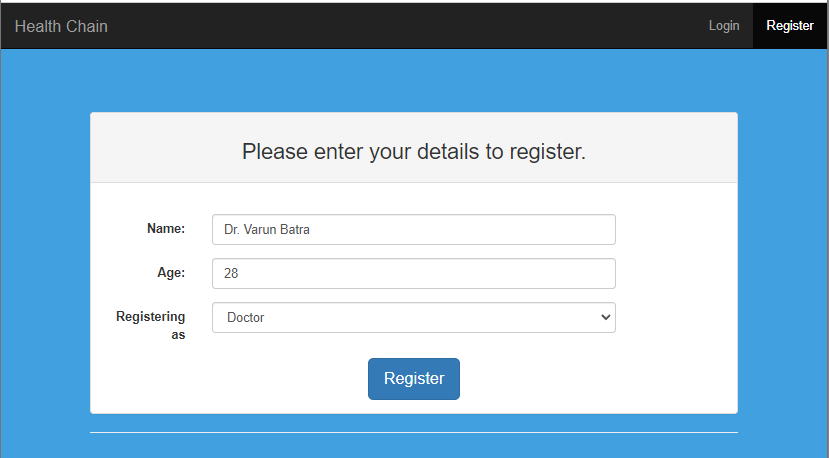 Health Chain Login Register
Please enter your details to register.
Name: Dr. Varun Batra
Age: 28
Registering as Doctor
Register